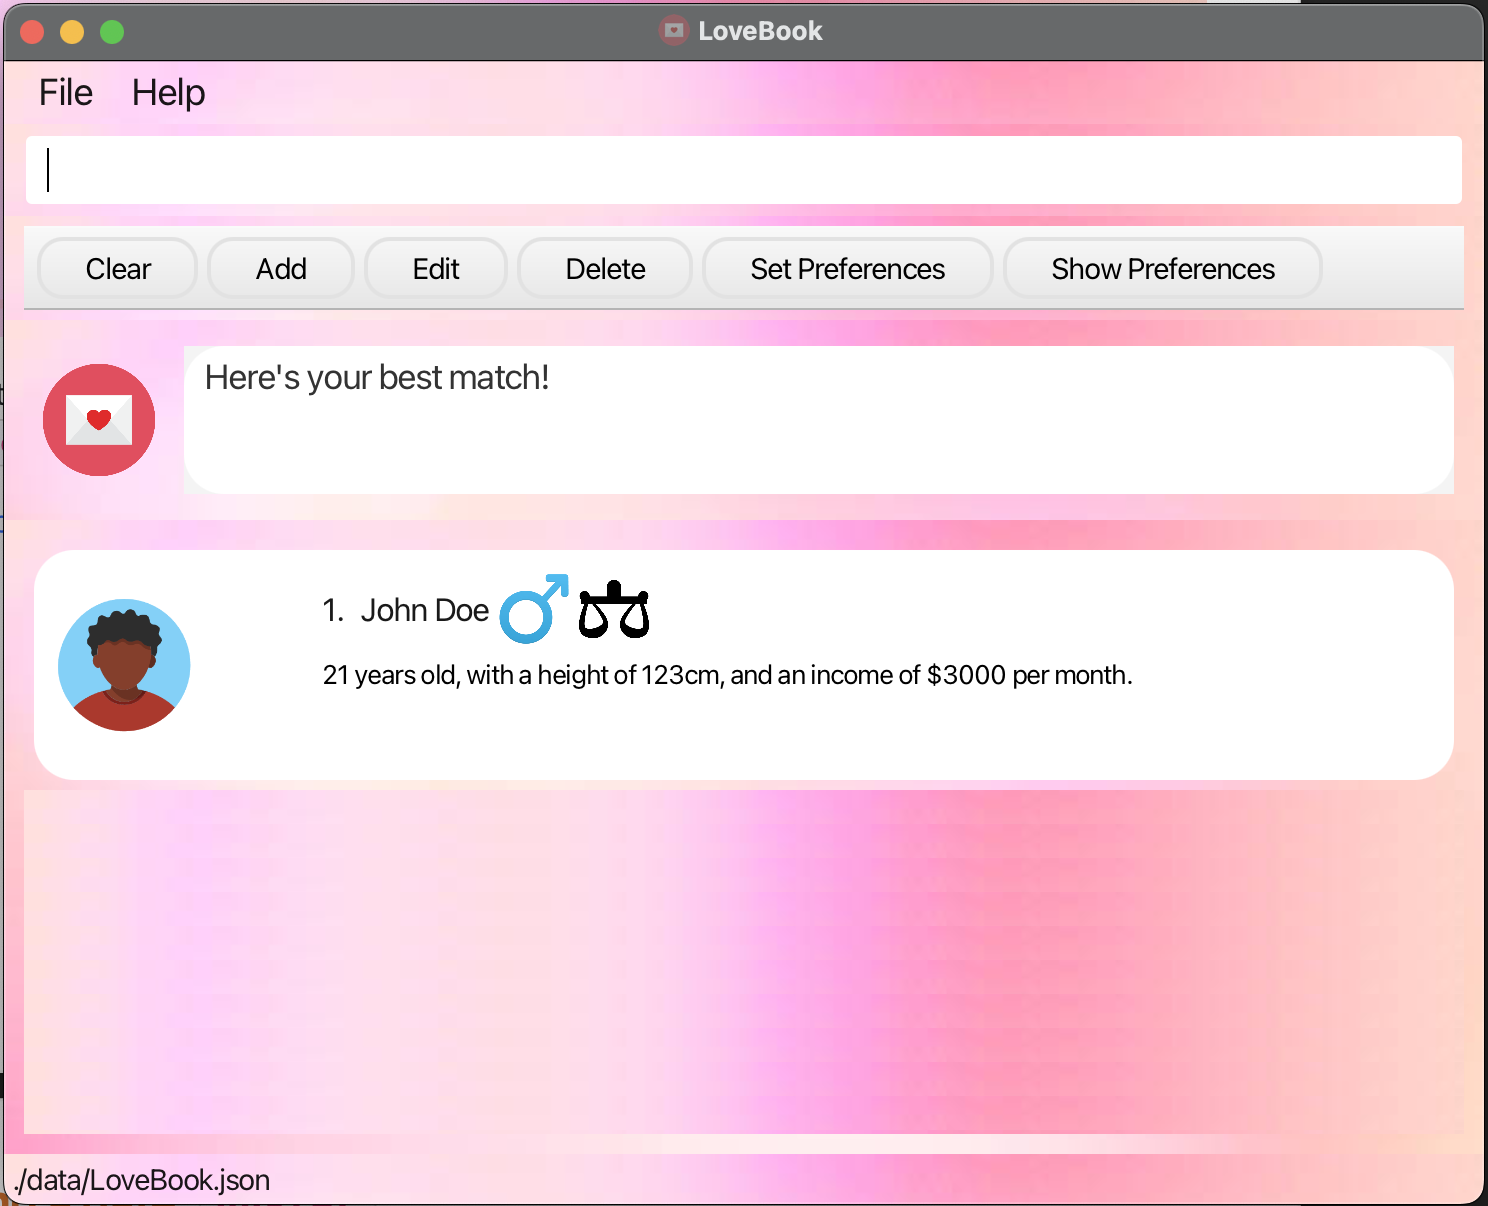 LoveBook
File Help
Clear Add Edit Delete Set Preferences Show Preferences
Here's your best match!
1. John Doe
21 years old, with a height of 123cm, and an income of $3000 per month.
./data/LoveBook.json